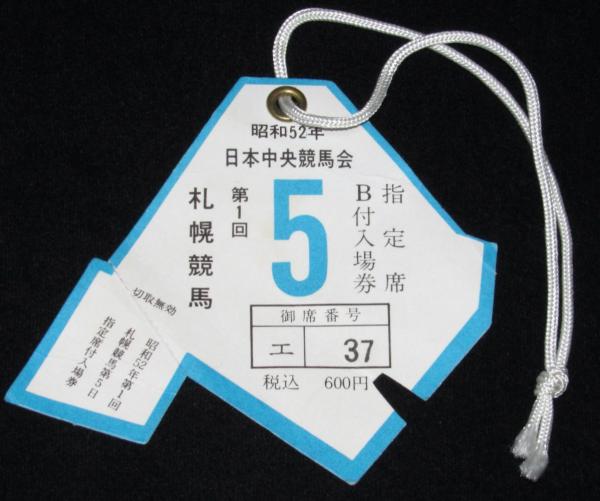 昭和52年
日本中央競馬会
指定席
B付入場券
5
第1回
札幌競馬
御席番号
エ 37
税込 600円
切取無効
昭和52年第1回
札幌競馬第5日
指定席付入場券